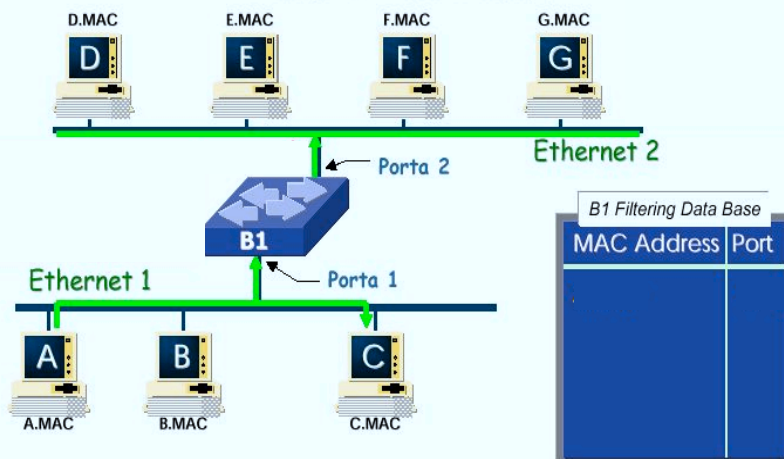 D.MAC E.MAC F.MAC G.MAC
D E F G
Ethernet 2
Porta 2
B1
B1 Filtering Data Base
MAC Address Port
Ethernet 1
Porta 1
A B C
A.MAC B.MAC C.MAC